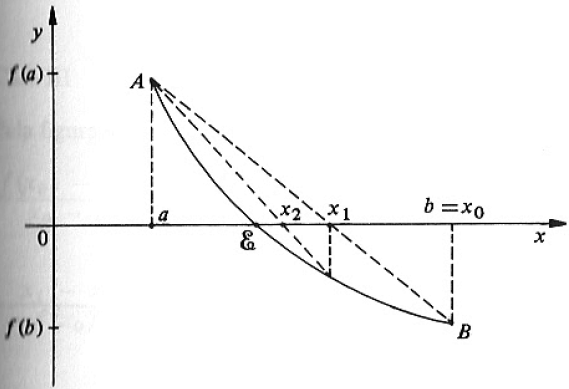 y
f(a)
A
a
x₂
x₁
b = x₀
0
ℰ
x
f(b)
B